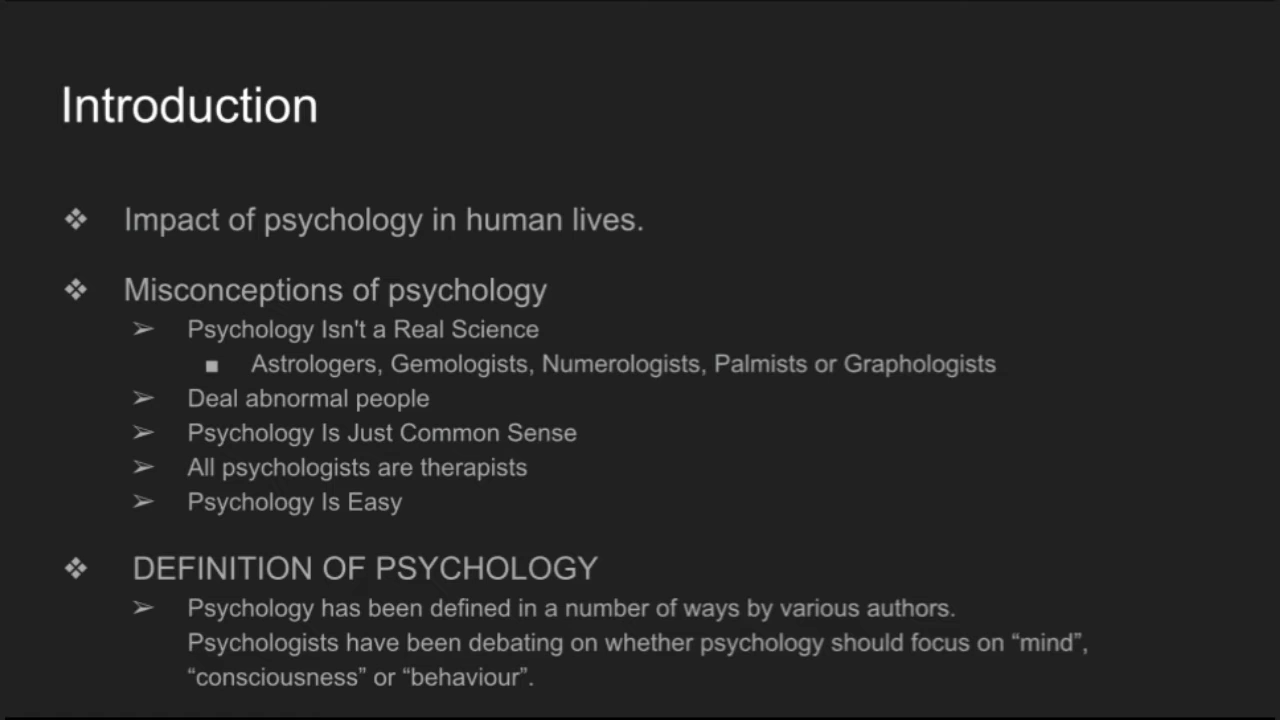 Introduction
❖ Impact of psychology in human lives.
❖ Misconceptions of psychology
➢ Psychology Isn't a Real Science
■ Astrologers, Gemologists, Numerologists, Palmists or Graphologists
➢ Deal abnormal people
➢ Psychology Is Just Common Sense
➢ All psychologists are therapists
➢ Psychology Is Easy
❖ DEFINITION OF PSYCHOLOGY
➢ Psychology has been defined in a number of ways by various authors.
Psychologists have been debating on whether psychology should focus on “mind”,
“consciousness” or “behaviour”.